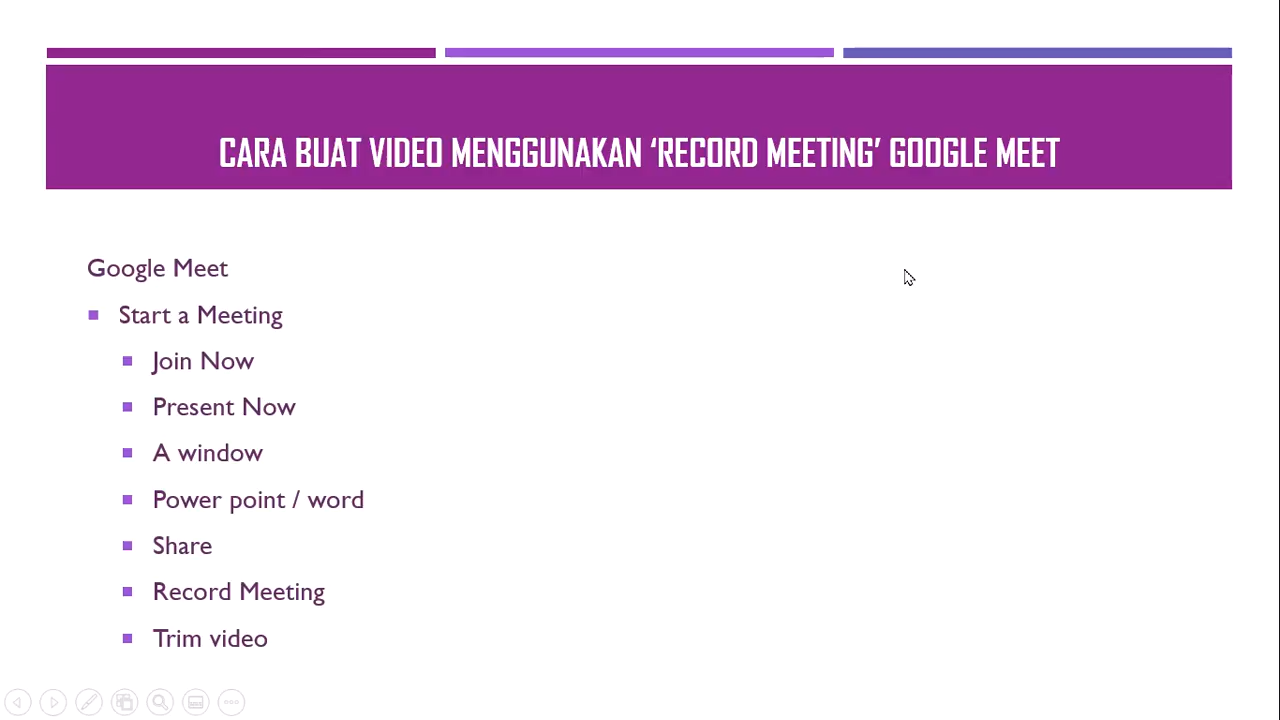 CARA BUAT VIDEO MENGGUNAKAN ‘RECORD MEETING’ GOOGLE MEET
Google Meet
Start a Meeting
Join Now
Present Now
A window
Power point / word
Share
Record Meeting
Trim video